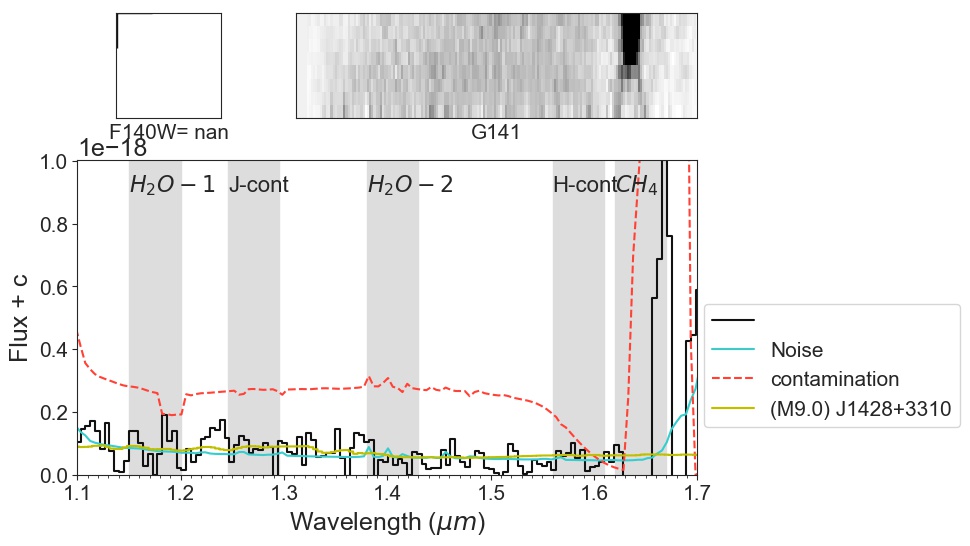 F140W= nan
G141
1e−18
H₂O − 1 J-cont H₂O − 2 H-cont CH₄
1.0
0.8
0.6
0.4
0.2
0.0
Flux + c
1.1 1.2 1.3 1.4 1.5 1.6 1.7
Wavelength (μm)
Noise
contamination
(M9.0) J1428+3310